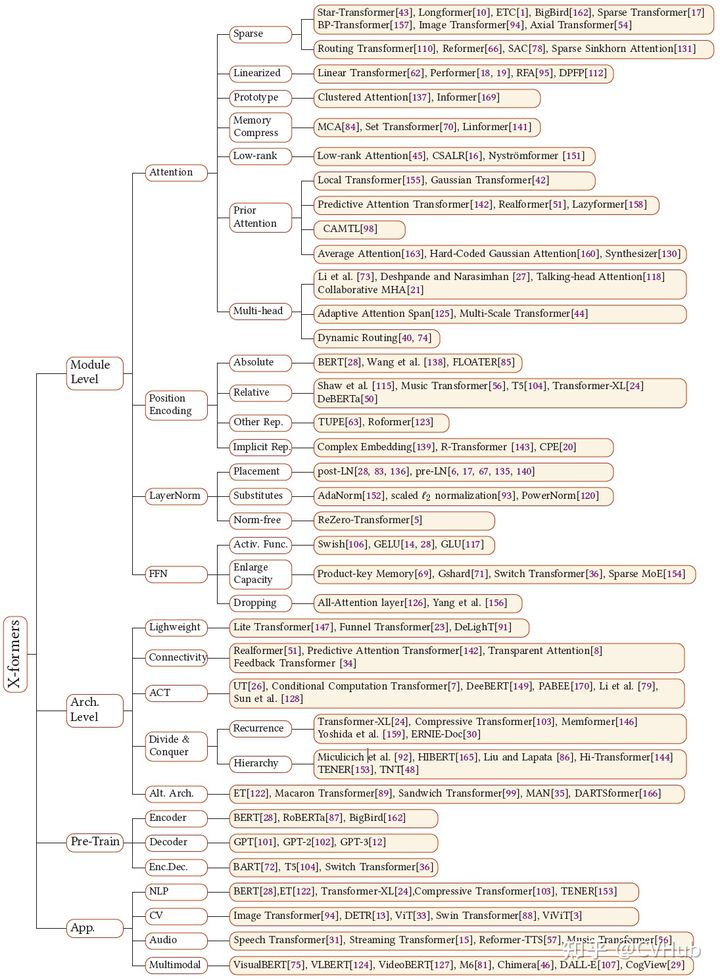 X-formers
Module
Level
Attention
Sparse
Star-Transformer[43], Longformer[10], ETC[1], BigBird[162], Sparse Transformer[17]
BP-Transformer[157], Image Transformer[94], Axial Transformer[54]
Routing Transformer[110], Reformer[66], SAC[78], Sparse Sinkhorn Attention[131]
Linearized
Linear Transformer[62], Performer[18, 19], RFA[95], DPFP[112]
Prototype
Clustered Attention[137], Informer[169]
Memory
Compress
MCA[84], Set Transformer[70], Linformer[141]
Low-rank
Low-rank Attention[45], CSALR[16], Nyströmformer [151]
Prior
Attention
Local Transformer[155], Gaussian Transformer[42]
Predictive Attention Transformer[142], Realformer[51], Lazyformer[158]
CAMTL[98]
Average Attention[163], Hard-Coded Gaussian Attention[160], Synthesizer[130]
Multi-head
Li et al. [73], Deshpande and Narasimhan [27], Talking-head Attention[118]
Collaborative MHA[21]
Adaptive Attention Span[125], Multi-Scale Transformer[44]
Dynamic Routing[40, 74]
Position
Encoding
Absolute
BERT[28], Wang et al. [138], FLOATER[85]
Relative
Shaw et al. [115], Music Transformer[56], T5[104], Transformer-XL[24]
DeBERTa[50]
Other Rep.
TUPE[63], Roformer[123]
Implicit Rep.
Complex Embedding[139], R-Transformer [143], CPE[20]
LayerNorm
Placement
post-LN[28, 83, 136], pre-LN[6, 17, 67, 135, 140]
Substitutes
AdaNorm[152], scaled ℓ2 normalization[93], PowerNorm[120]
Norm-free
ReZero-Transformer[5]
FFN
Activ. Func.
Swish[106], GELU[14, 28], GLU[117]
Enlarge
Capacity
Product-key Memory[69], Gshard[71], Switch Transformer[36], Sparse MoE[154]
Dropping
All-Attention layer[126], Yang et al. [156]
Arch.
Level
Lighweight
Lite Transformer[147], Funnel Transformer[23], DeLighT[91]
Connectivity
Realformer[51], Predictive Attention Transformer[142], Transparent Attention[8]
Feedback Transformer [34]
ACT
UT[26], Conditional Computation Transformer[7], DeeBERT[149], PABEE[170], Li et al. [79],
Sun et al. [128]
Divide &
Conquer
Recurrence
Transformer-XL[24], Compressive Transformer[103], Memformer[146]
Yoshida et al. [159], ERNIE-Doc[30]
Hierarchy
Miculicich et al. [92], HIBERT[165], Liu and Lapata [86], Hi-Transformer[144]
TENER[153], TNT[48]
Alt. Arch.
ET[122], Macaron Transformer[89], Sandwich Transformer[99], MAN[35], DARTSformer[166]
Pre-Train
Encoder
BERT[28], RoBERTa[87], BigBird[162]
Decoder
GPT[101], GPT-2[102], GPT-3[12]
Enc.Dec.
BART[72], T5[104], Switch Transformer[36]
App.
NLP
BERT[28],ET[122], Transformer-XL[24],Compressive Transformer[103], TENER[153]
CV
Image Transformer[94], DETR[13], ViT[33], Swin Transformer[88], ViViT[3]
Audio
Speech Transformer[31], Streaming Transformer[15], Reformer-TTS[57], Music Transformer[56]
Multimodal
VisualBERT[75], VLBERT[124], VideoBERT[127], M6[81], Chimera[46], DALL-E[107], CogView[29]
知乎 @CVHub